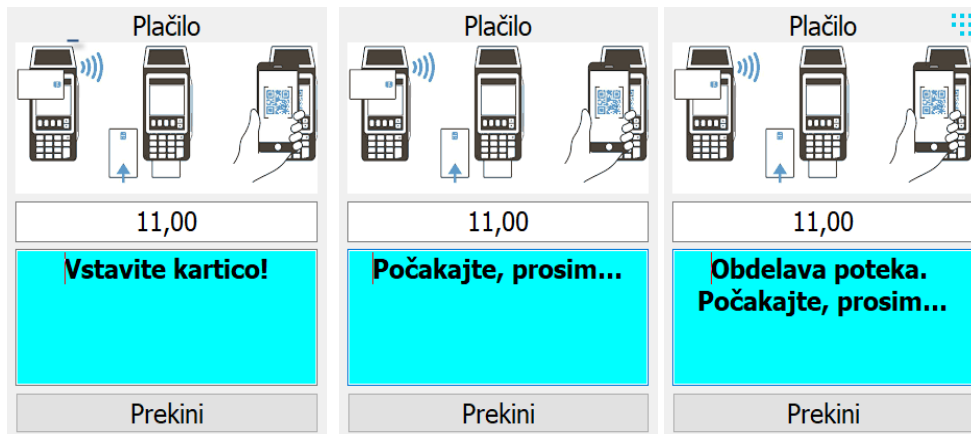 Plačilo
11,00
Vstavite kartico!
Prekini
Plačilo
11,00
Počakajte, prosim...
Prekini
Plačilo
11,00
Obdelava poteka.
Počakajte, prosim...
Prekini